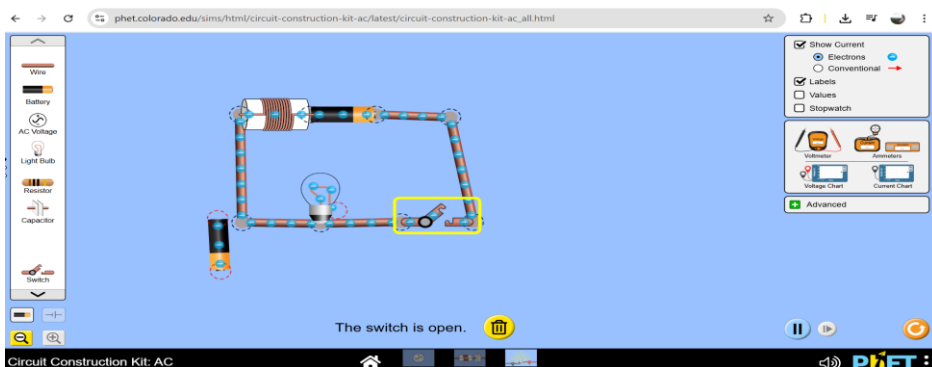 phet.colorado.edu/sims/html/circuit-construction-kit-ac/latest/circuit-construction-kit-ac_all.html
Wire
Battery
AC Voltage
Light Bulb
Resistor
Capacitor
Switch
Show Current
Electrons
Conventional
Labels
Values
Stopwatch
Voltmeter
Ammeters
Voltage Chart
Current Chart
Advanced
The switch is open.
Circuit Construction Kit: AC
PhET